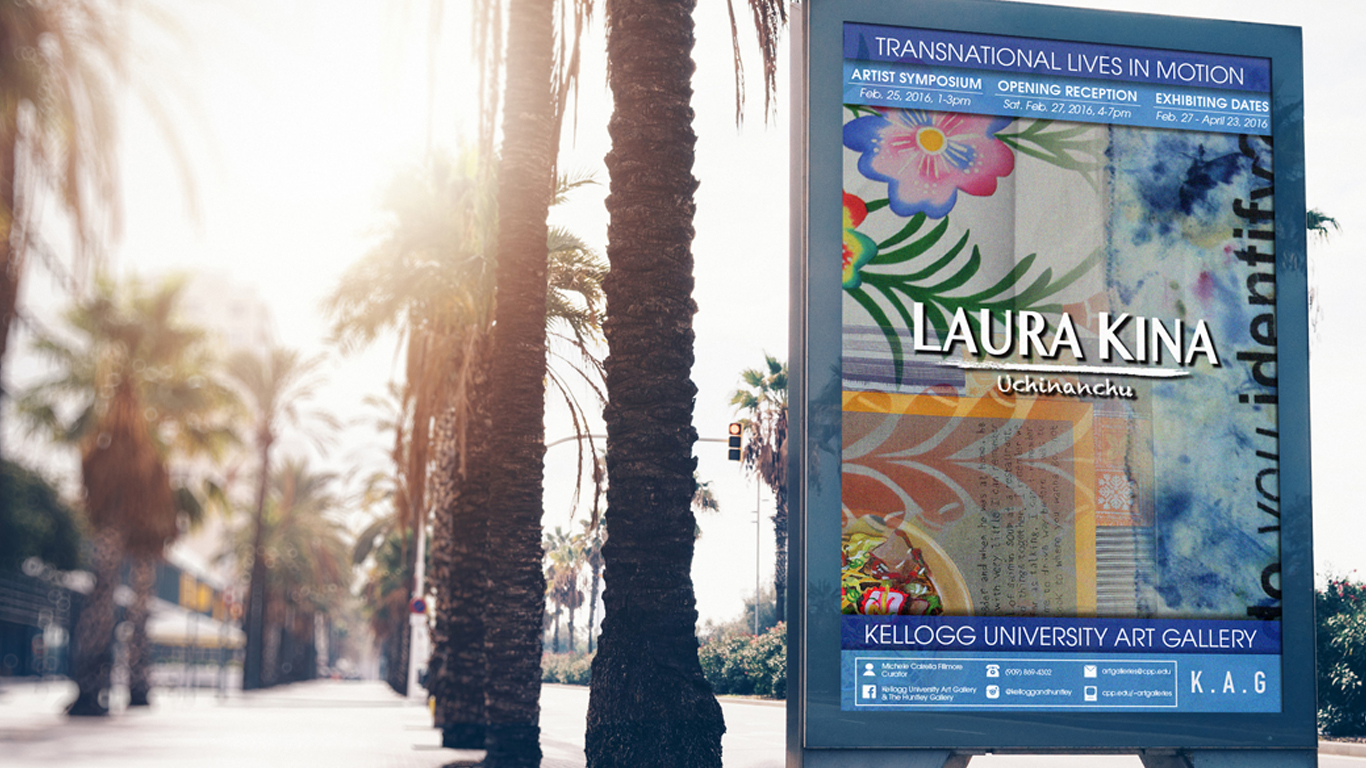 TRANSNATIONAL LIVES IN MOTION
ARTIST SYMPOSIUM
Feb. 25, 2016, 1-3pm
OPENING RECEPTION
Sat. Feb. 27, 2016, 4-7pm
EXHIBITING DATES
Feb. 27 - April 23, 2016
do you identify
LAURA KINA
Uchinanchu
KELLOGG UNIVERSITY ART GALLERY
Michele Cairella Fillmore
Curator
Kellogg University Art Gallery
& The Huntley Gallery
(909) 869-4302
@kelloggandhuntley
artgalleries@cpp.edu
cpp.edu/~artgalleries
K.A.G